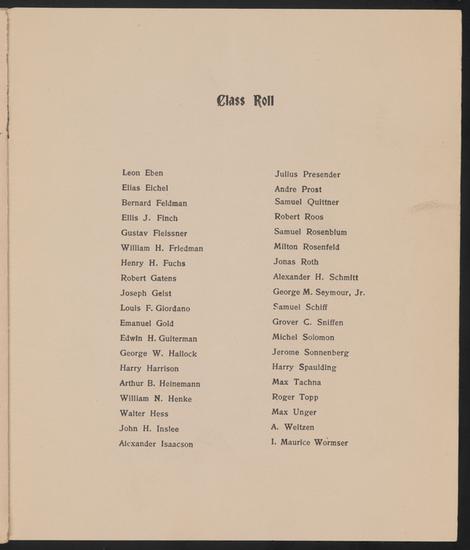 Class Roll
Leon Eben
Elias Eichel
Bernard Feldman
Ellis J. Finch
Gustav Fleissner
William H. Friedman
Henry H. Fuchs
Robert Gatens
Joseph Geist
Louis F. Giordano
Emanuel Gold
Edwin H. Guiterman
George W. Hallock
Harry Harrison
Arthur B. Heinemann
William N. Henke
Walter Hess
John H. Inslee
Alexander Isaacson
Julius Presender
Andre Prost
Samuel Quittner
Robert Roos
Samuel Rosenblum
Milton Rosenfeld
Jonas Roth
Alexander H. Schmitt
George M. Seymour, Jr.
Samuel Schiff
Grover C. Sniffen
Michel Solomon
Jerome Sonnenberg
Harry Spaulding
Max Tachna
Roger Topp
Max Unger
A. Weitzen
I. Maurice Wormser